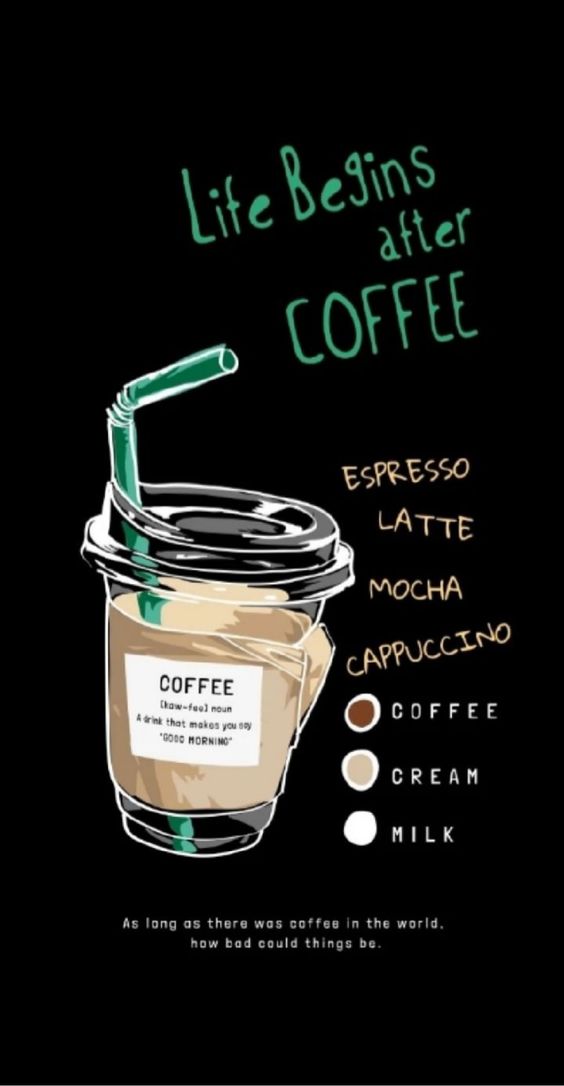 Life Begins
after
COFFEE
ESPRESSO
LATTE
MOCHA
CAPPUCCINO
COFFEE
[kaw-fee] noun
A drink that makes you say
"GOOD MORNING"
COFFEE
CREAM
MILK
As long as there was coffee in the world,
how bad could things be.